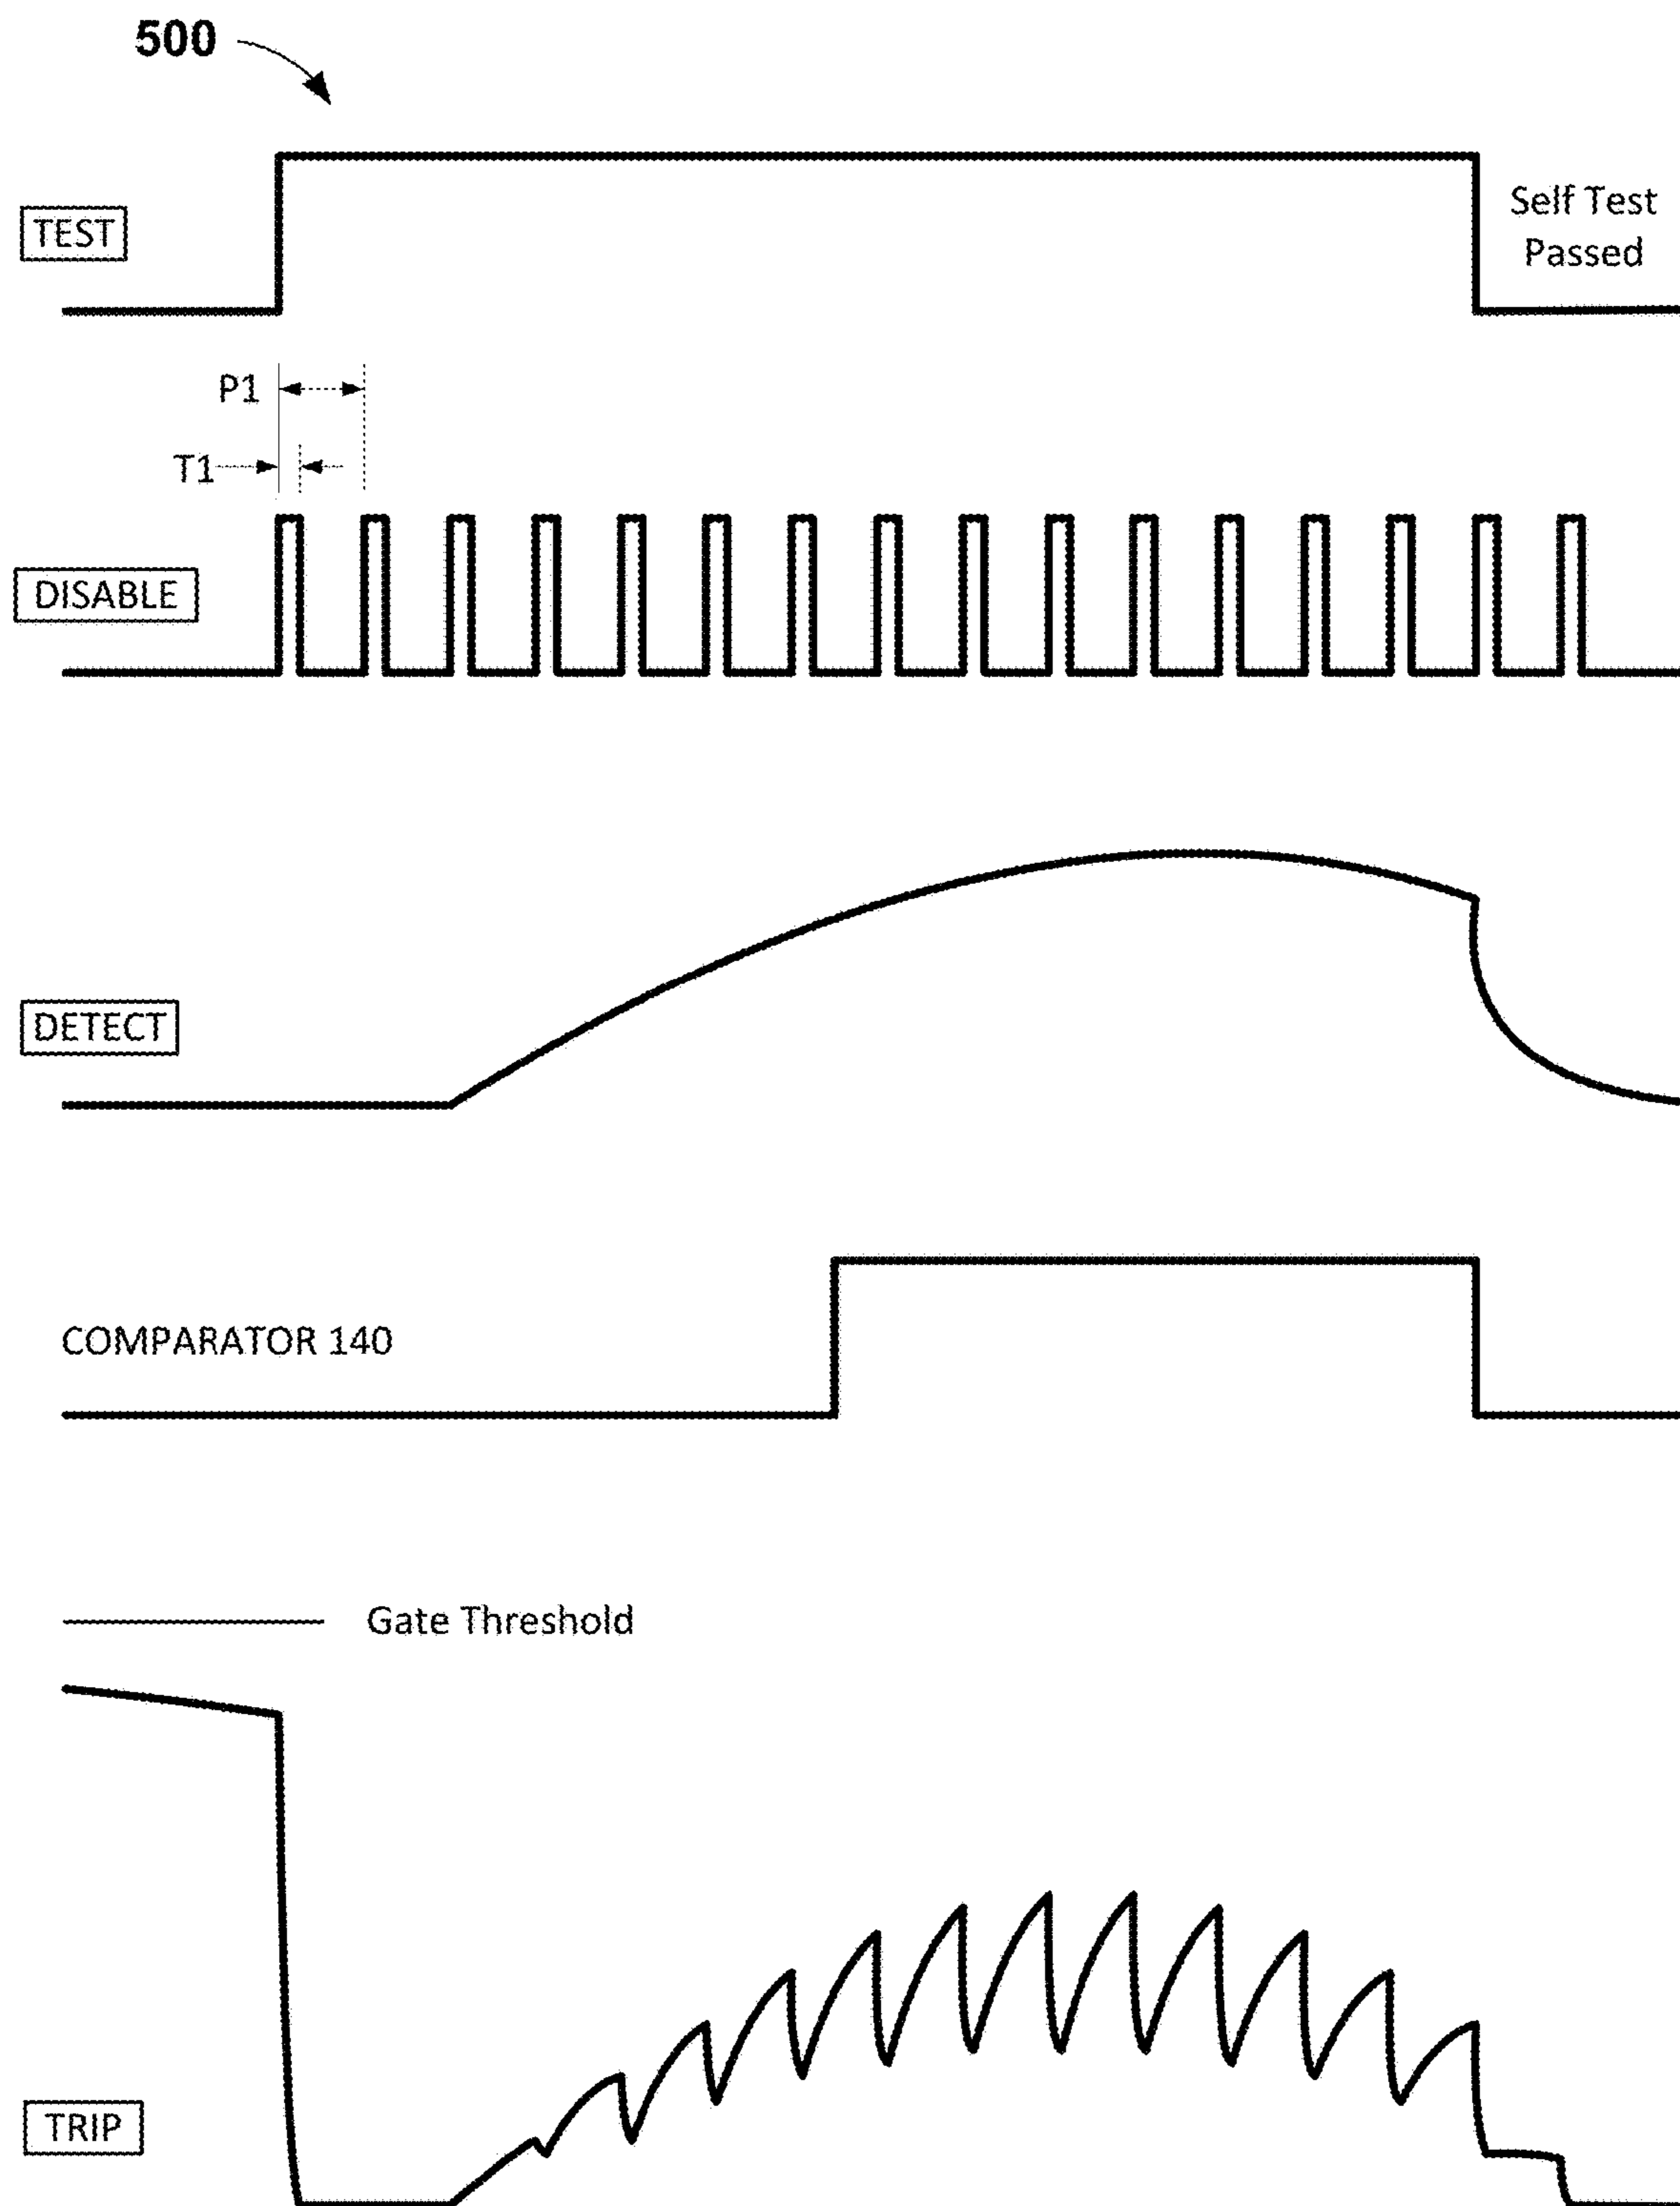 500
TEST
Self Test
Passed
P1
T1
DISABLE
DETECT
COMPARATOR 140
Gate Threshold
TRIP